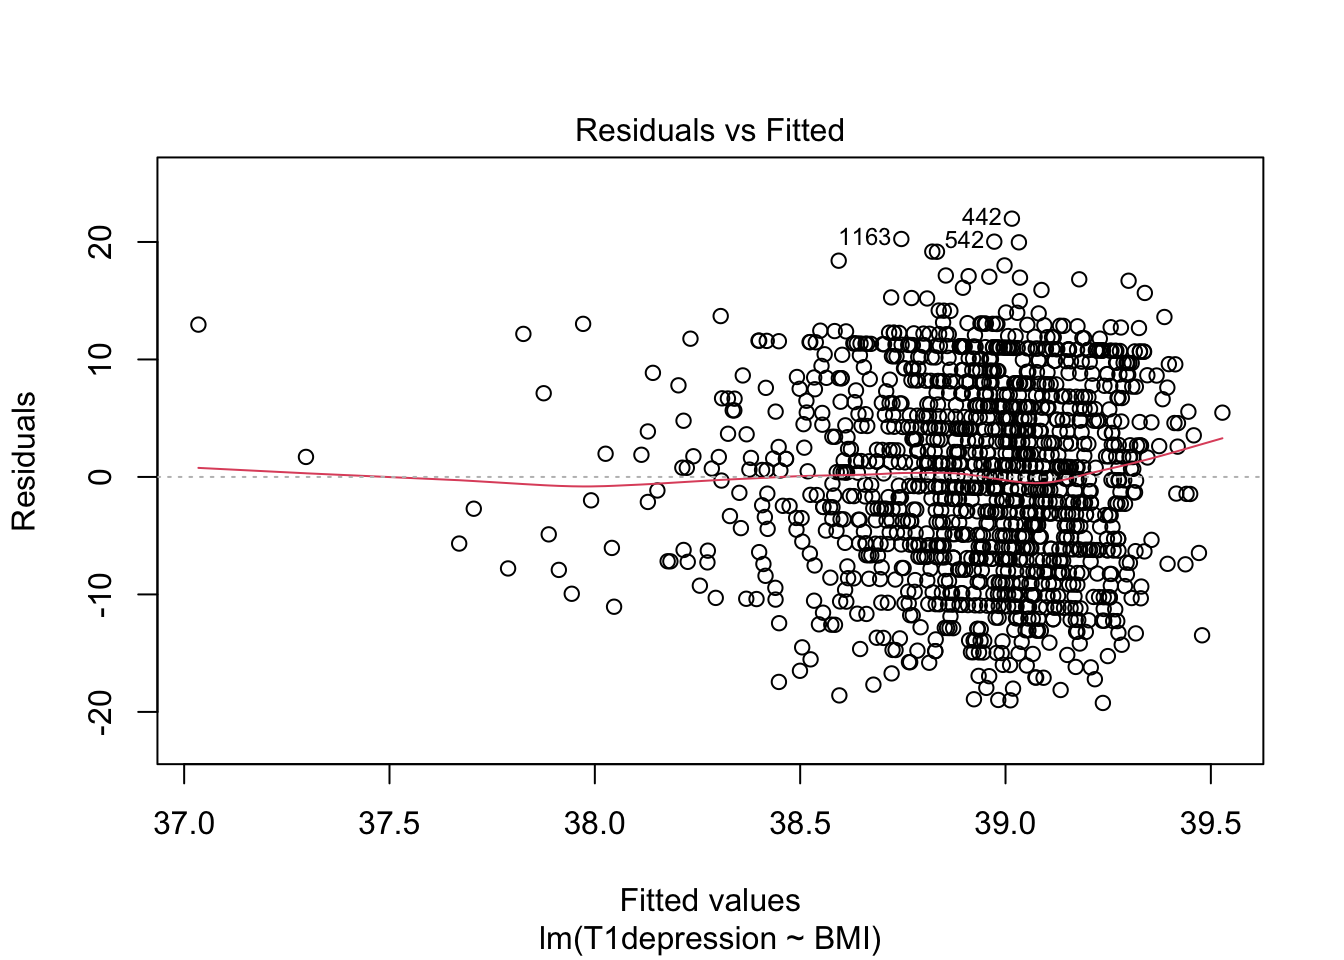 Residuals vs Fitted
Residuals
20
10
0
-10
-20
442
1163
542
37.0 37.5 38.0 38.5 39.0 39.5
Fitted values
lm(T1depression ~ BMI)